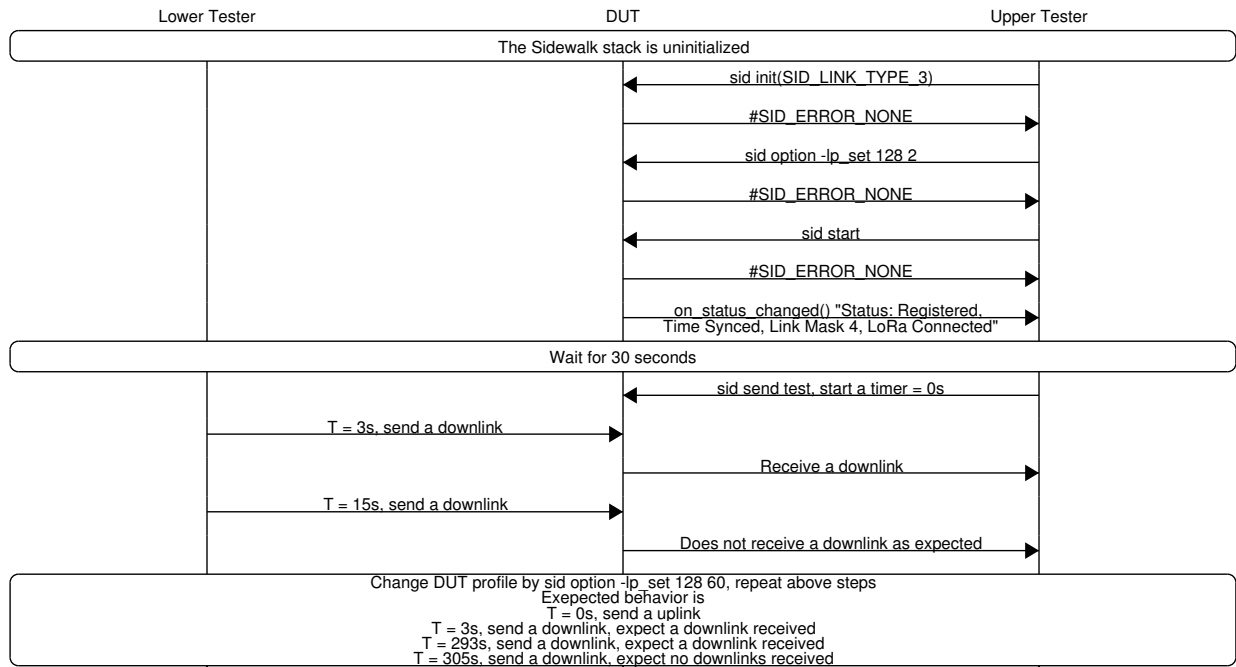 Lower Tester DUT Upper Tester
The Sidewalk stack is uninitialized
sid init(SID_LINK_TYPE_3)
#SID_ERROR_NONE
sid option -lp_set 128 2
#SID_ERROR_NONE
sid start
#SID_ERROR_NONE
on_status_changed() "Status: Registered,
Time Synced, Link Mask 4, LoRa Connected"
Wait for 30 seconds
sid send test, start a timer = 0s
T = 3s, send a downlink
Receive a downlink
T = 15s, send a downlink
Does not receive a downlink as expected
Change DUT profile by sid option -lp_set 128 60, repeat above steps
Exepected behavior is
T = 0s, send a uplink
T = 3s, send a downlink, expect a downlink received
T = 293s, send a downlink, expect a downlink received
T = 305s, send a downlink, expect no downlinks received